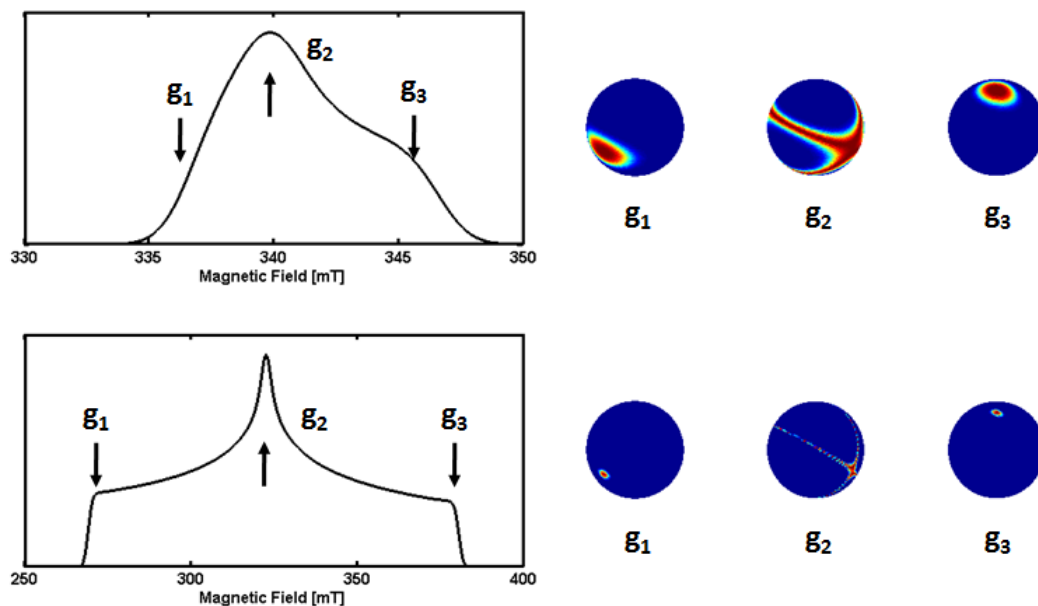 g₁ g₂ g₃
330 335 340 345 350
Magnetic Field [mT]
g₁ g₂ g₃
g₁ g₂ g₃
250 300 350 400
Magnetic Field [mT]
g₁ g₂ g₃